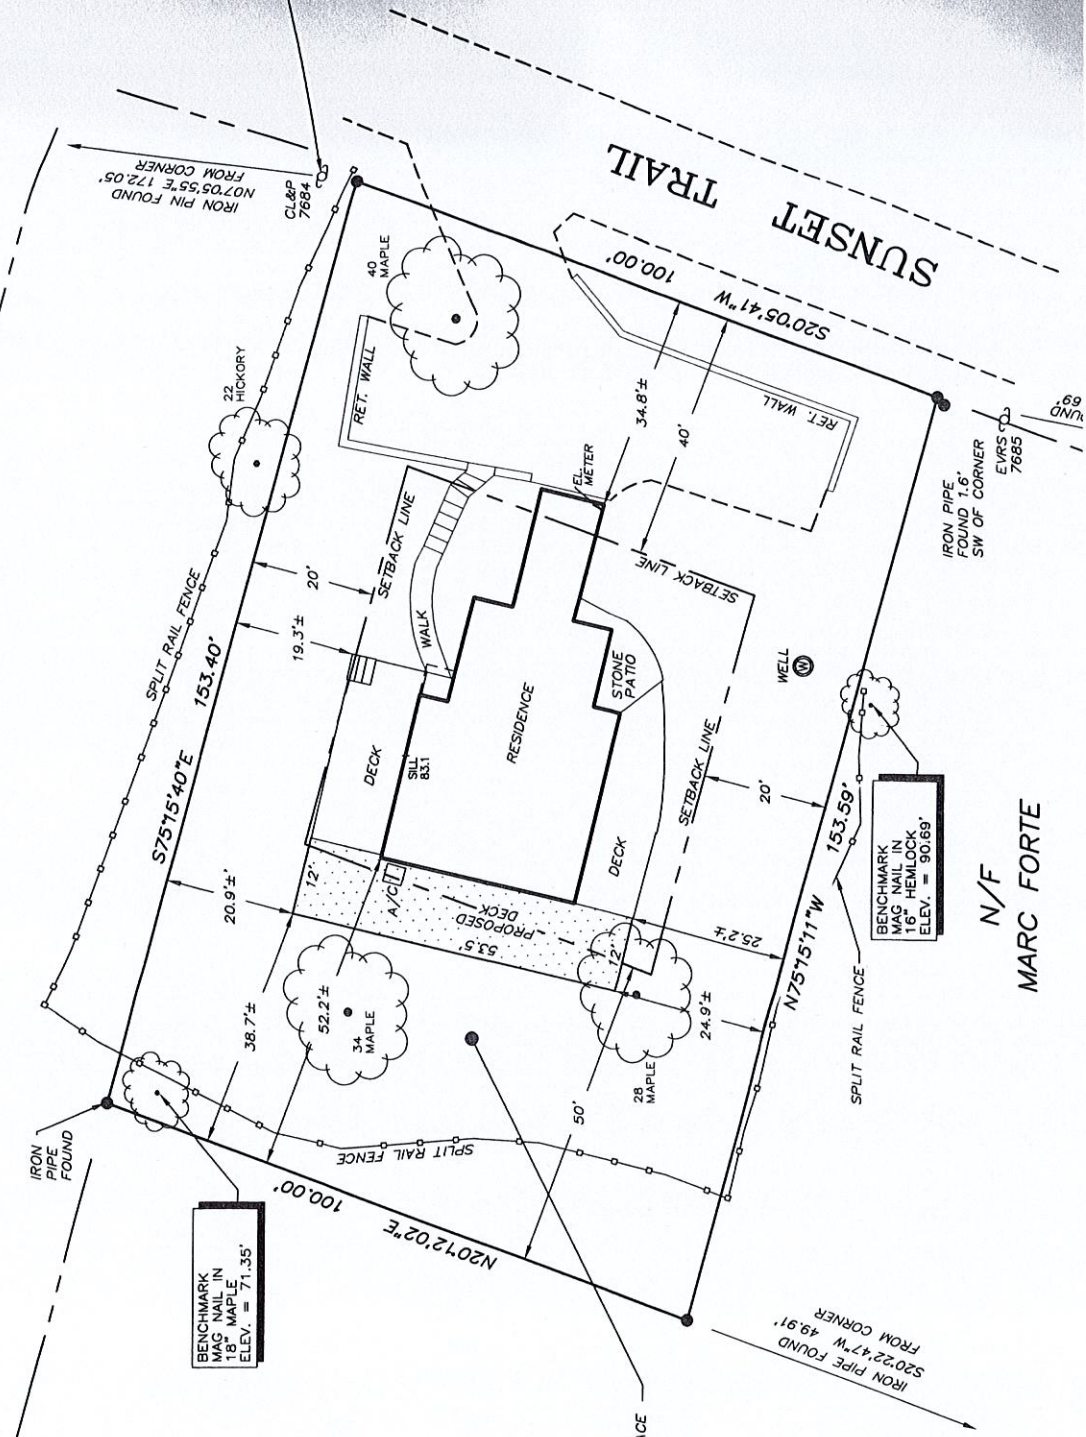 IRON PIN FOUND
N07°05'55"E 172.05'
FROM CORNER
CL&P
7684
SUNSET
TRAIL
40
MAPLE
100.00'
S20°05'41"W
22
HICKORY
RET. WALL
34.8'±
40'
RET. WALL
EL.
METER
EVRS
7685
IRON PIPE
FOUND 1.6'
SW OF CORNER
69'
SPLIT RAIL FENCE
153.40'
S75°15'40"E
20'
19.3'±
SETBACK LINE
WALK
SETBACK LINE
STONE
PATIO
WELL
W
RESIDENCE
DECK
SILL
83.1
SETBACK LINE
20'
DECK
153.59'
N75°15'11"W
BENCHMARK
MAG NAIL IN
16" HEMLOCK
ELEV. = 90.69'
N/F
MARC FORTE
20.9'±
12'
A/C
PROPOSED
DECK
53.5'
12'
25.2'±
24.9'±
SPLIT RAIL FENCE
38.7'±
52.2'±
34
MAPLE
28
MAPLE
50'
IRON
PIPE
FOUND
SPLIT RAIL FENCE
100.00'
N20°12'02"E
BENCHMARK
MAG NAIL IN
18" MAPLE
ELEV. = 71.35'
IRON PIPE FOUND
S20°22'47"W 49.91'
FROM CORNER